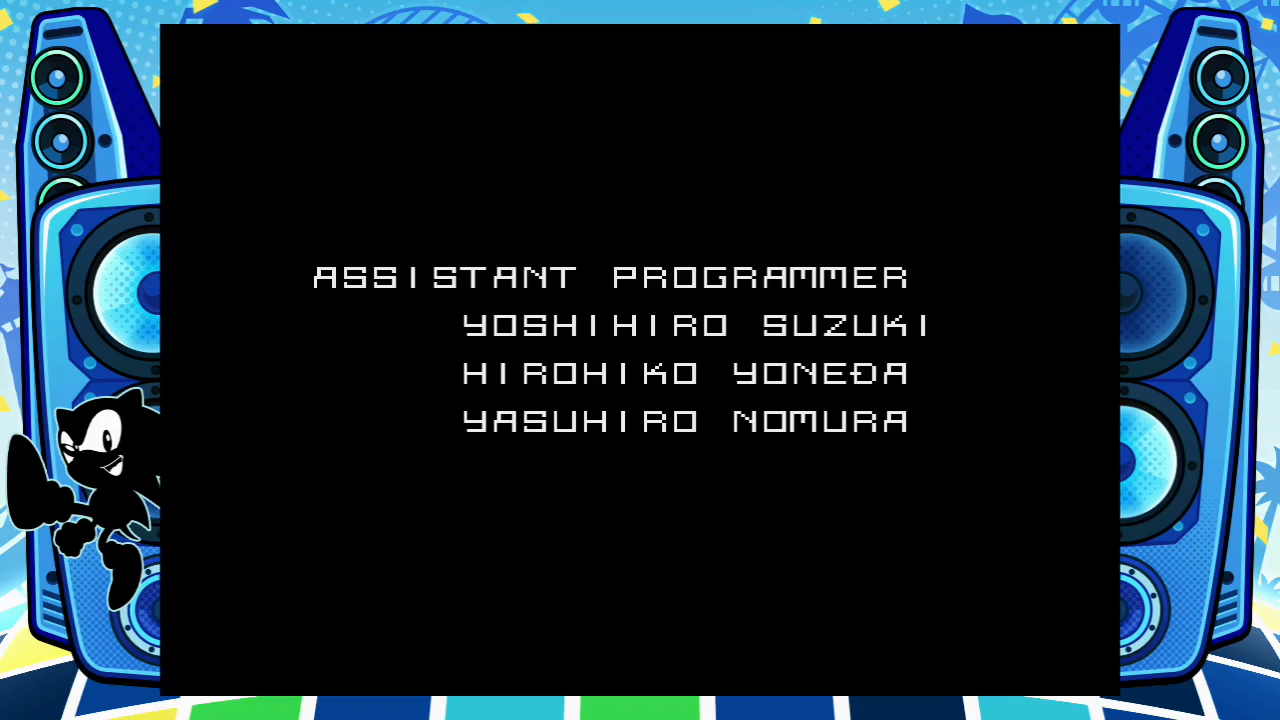 ASSISTANT PROGRAMMER
YOSHIHIRO SUZUKI
HIROHIKO YONEDA
YASUHIRO NOMURA